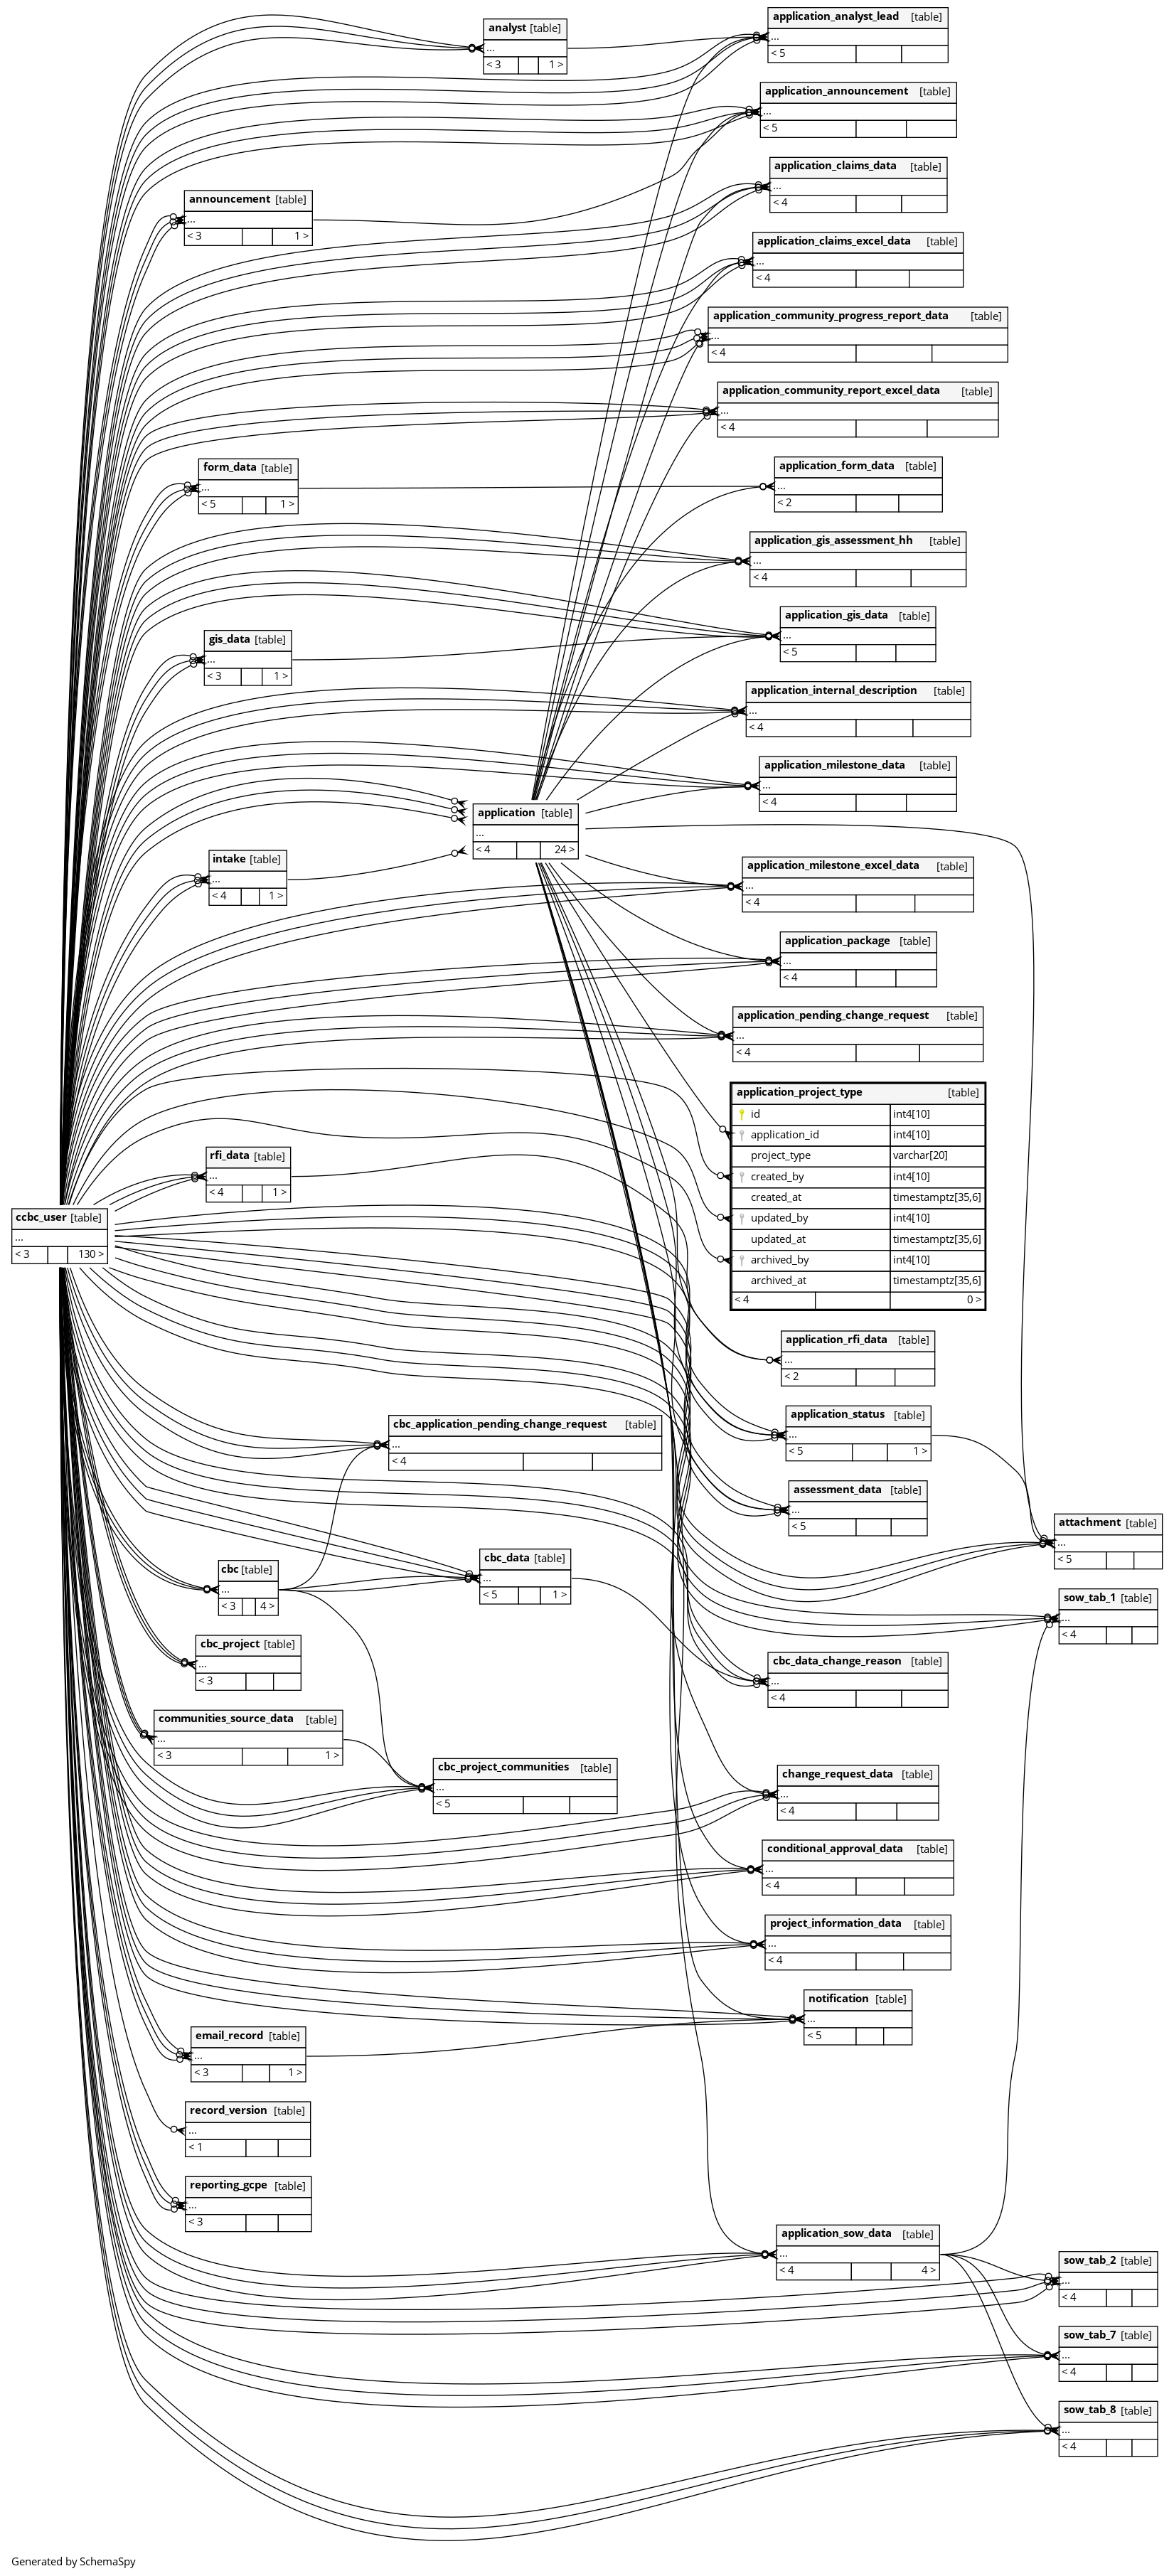 analyst [table]
...
< 3 1 >
application_analyst_lead [table]
...
< 5
application_announcement [table]
...
< 5
application_claims_data [table]
...
< 4
announcement [table]
...
< 3 1 >
application_claims_excel_data [table]
...
< 4
application_community_progress_report_data [table]
...
< 4
application_community_report_excel_data [table]
...
< 4
form_data [table]
...
< 5 1 >
application_form_data [table]
...
< 2
application_gis_assessment_hh [table]
...
< 4
application_gis_data [table]
...
< 5
gis_data [table]
...
< 3 1 >
application_internal_description [table]
...
< 4
application_milestone_data [table]
...
< 4
application [table]
...
< 4 24 >
intake [table]
...
< 4 1 >
application_milestone_excel_data [table]
...
< 4
application_package [table]
...
< 4
application_pending_change_request [table]
...
< 4
application_project_type [table]
id int4[10]
application_id int4[10]
project_type varchar[20]
created_by int4[10]
created_at timestamptz[35,6]
updated_by int4[10]
updated_at timestamptz[35,6]
archived_by int4[10]
archived_at timestamptz[35,6]
< 4 0 >
rfi_data [table]
...
< 4 1 >
ccbc_user [table]
...
< 3 130 >
application_rfi_data [table]
...
< 2
application_status [table]
...
< 5 1 >
cbc_application_pending_change_request [table]
...
< 4
assessment_data [table]
...
< 5
attachment [table]
...
< 5
cbc_data [table]
...
< 5 1 >
cbc [table]
...
< 3 4 >
sow_tab_1 [table]
...
< 4
cbc_project [table]
...
< 3
cbc_data_change_reason [table]
...
< 4
communities_source_data [table]
...
< 3 1 >
cbc_project_communities [table]
...
< 5
change_request_data [table]
...
< 4
conditional_approval_data [table]
...
< 4
project_information_data [table]
...
< 4
notification [table]
...
< 5
email_record [table]
...
< 3 1 >
record_version [table]
...
< 1
reporting_gcpe [table]
...
< 3
application_sow_data [table]
...
< 4 4 >
sow_tab_2 [table]
...
< 4
sow_tab_7 [table]
...
< 4
sow_tab_8 [table]
...
< 4
Generated by SchemaSpy